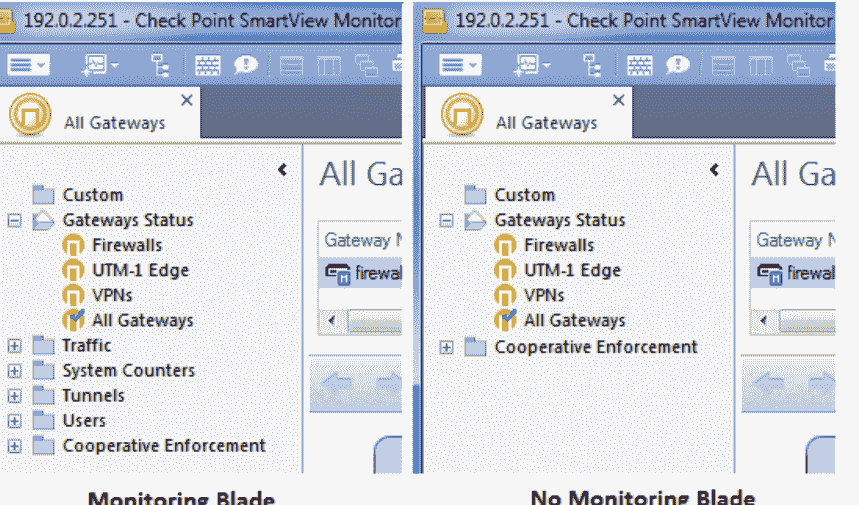 192.0.2.251 - Check Point SmartView Monitor
All Gateways
Custom
Gateways Status
Firewalls
UTM-1 Edge
VPNs
All Gateways
Traffic
System Counters
Tunnels
Users
Cooperative Enforcement
All Ga
Gateway N
firewal
Monitoring Blade
192.0.2.251 - Check Point SmartView Monitor
All Gateways
Custom
Gateways Status
Firewalls
UTM-1 Edge
VPNs
All Gateways
Cooperative Enforcement
All Ga
Gateway N
firewal
No Monitoring Blade